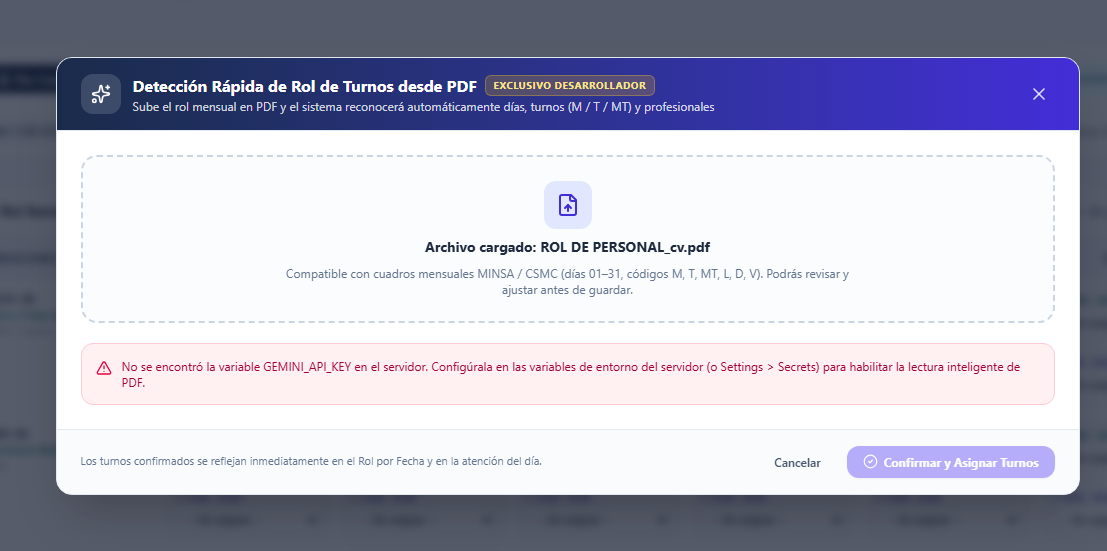 Detección Rápida de Rol de Turnos desde PDF EXCLUSIVO DESARROLLADOR
Sube el rol mensual en PDF y el sistema reconocerá automáticamente días, turnos (M / T / MT) y profesionales
Archivo cargado: ROL DE PERSONAL_cv.pdf
Compatible con cuadros mensuales MINSA / CSMC (días 01–31, códigos M, T, MT, L, D, V). Podrás revisar y
ajustar antes de guardar.
No se encontró la variable GEMINI_API_KEY en el servidor. Configúrala en las variables de entorno del servidor (o Settings > Secrets) para habilitar la lectura inteligente de
PDF.
Los turnos confirmados se reflejan inmediatamente en el Rol por Fecha y en la atención del día.
Cancelar
Confirmar y Asignar Turnos